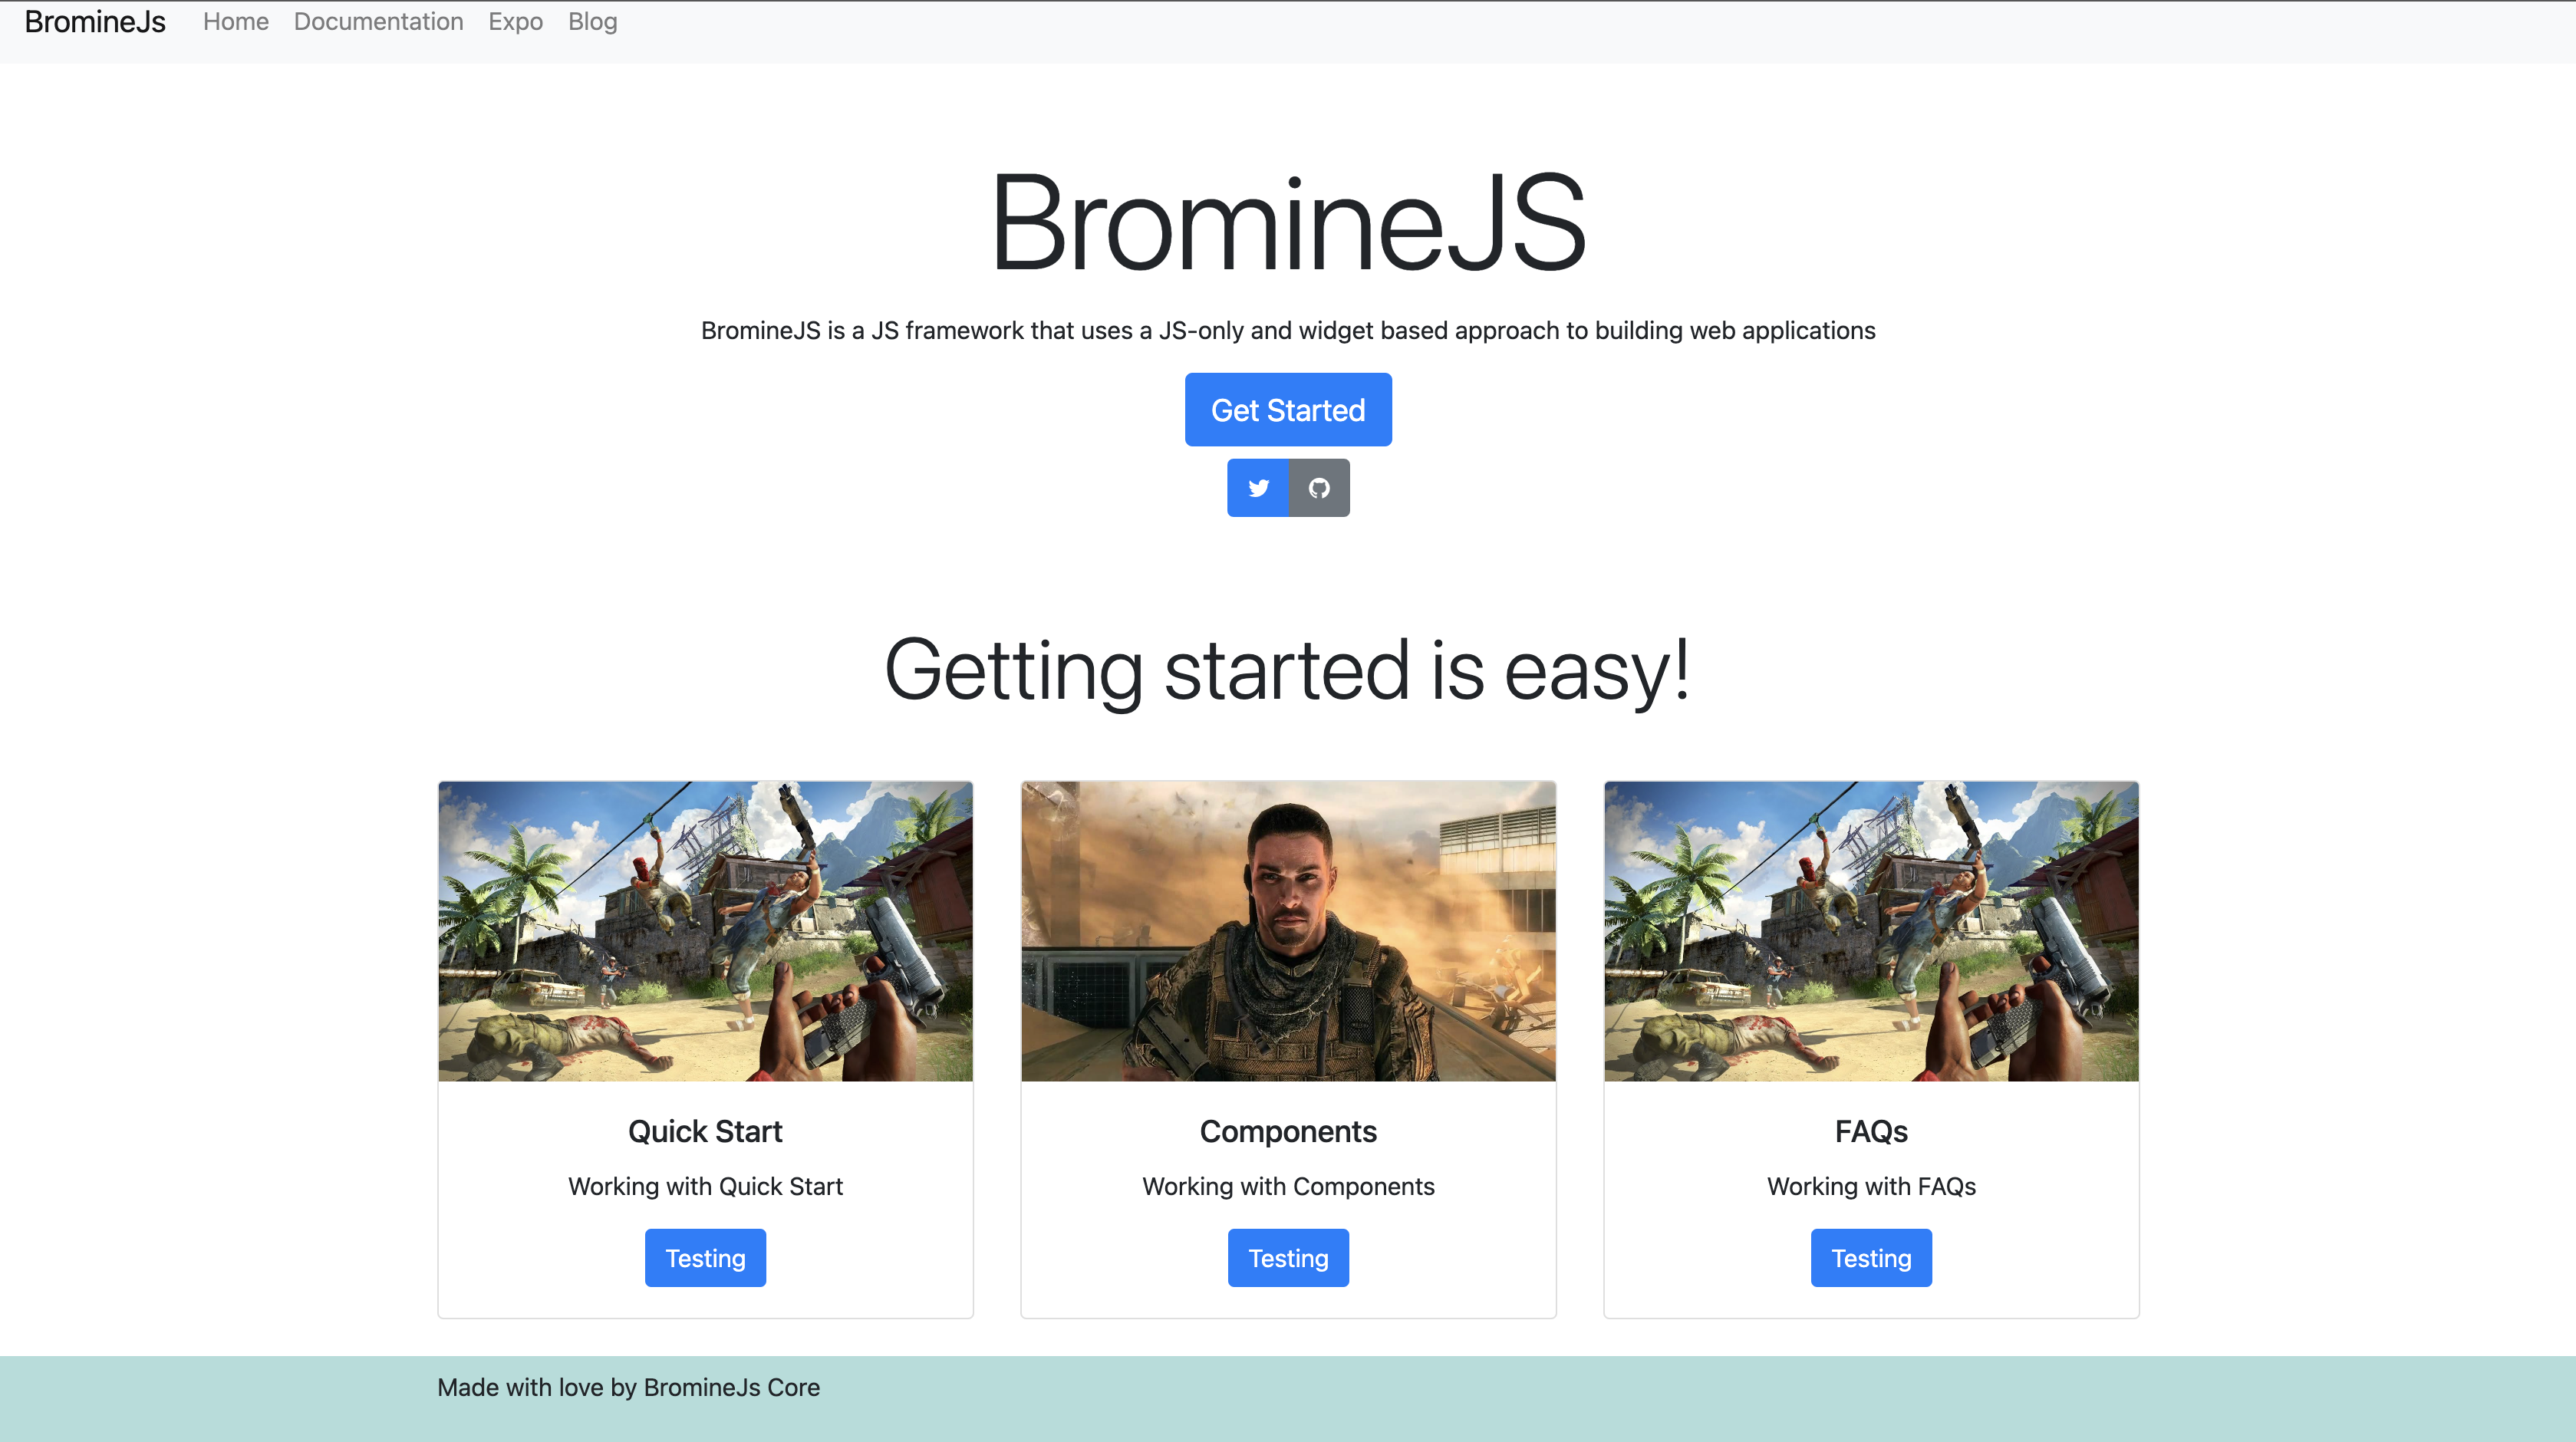 BromineJs Home Documentation Expo Blog
BromineJS
BromineJS is a JS framework that uses a JS-only and widget based approach to building web applications
Get Started
Getting started is easy!
Quick Start
Working with Quick Start
Testing
Components
Working with Components
Testing
FAQs
Working with FAQs
Testing
Made with love by BromineJs Core